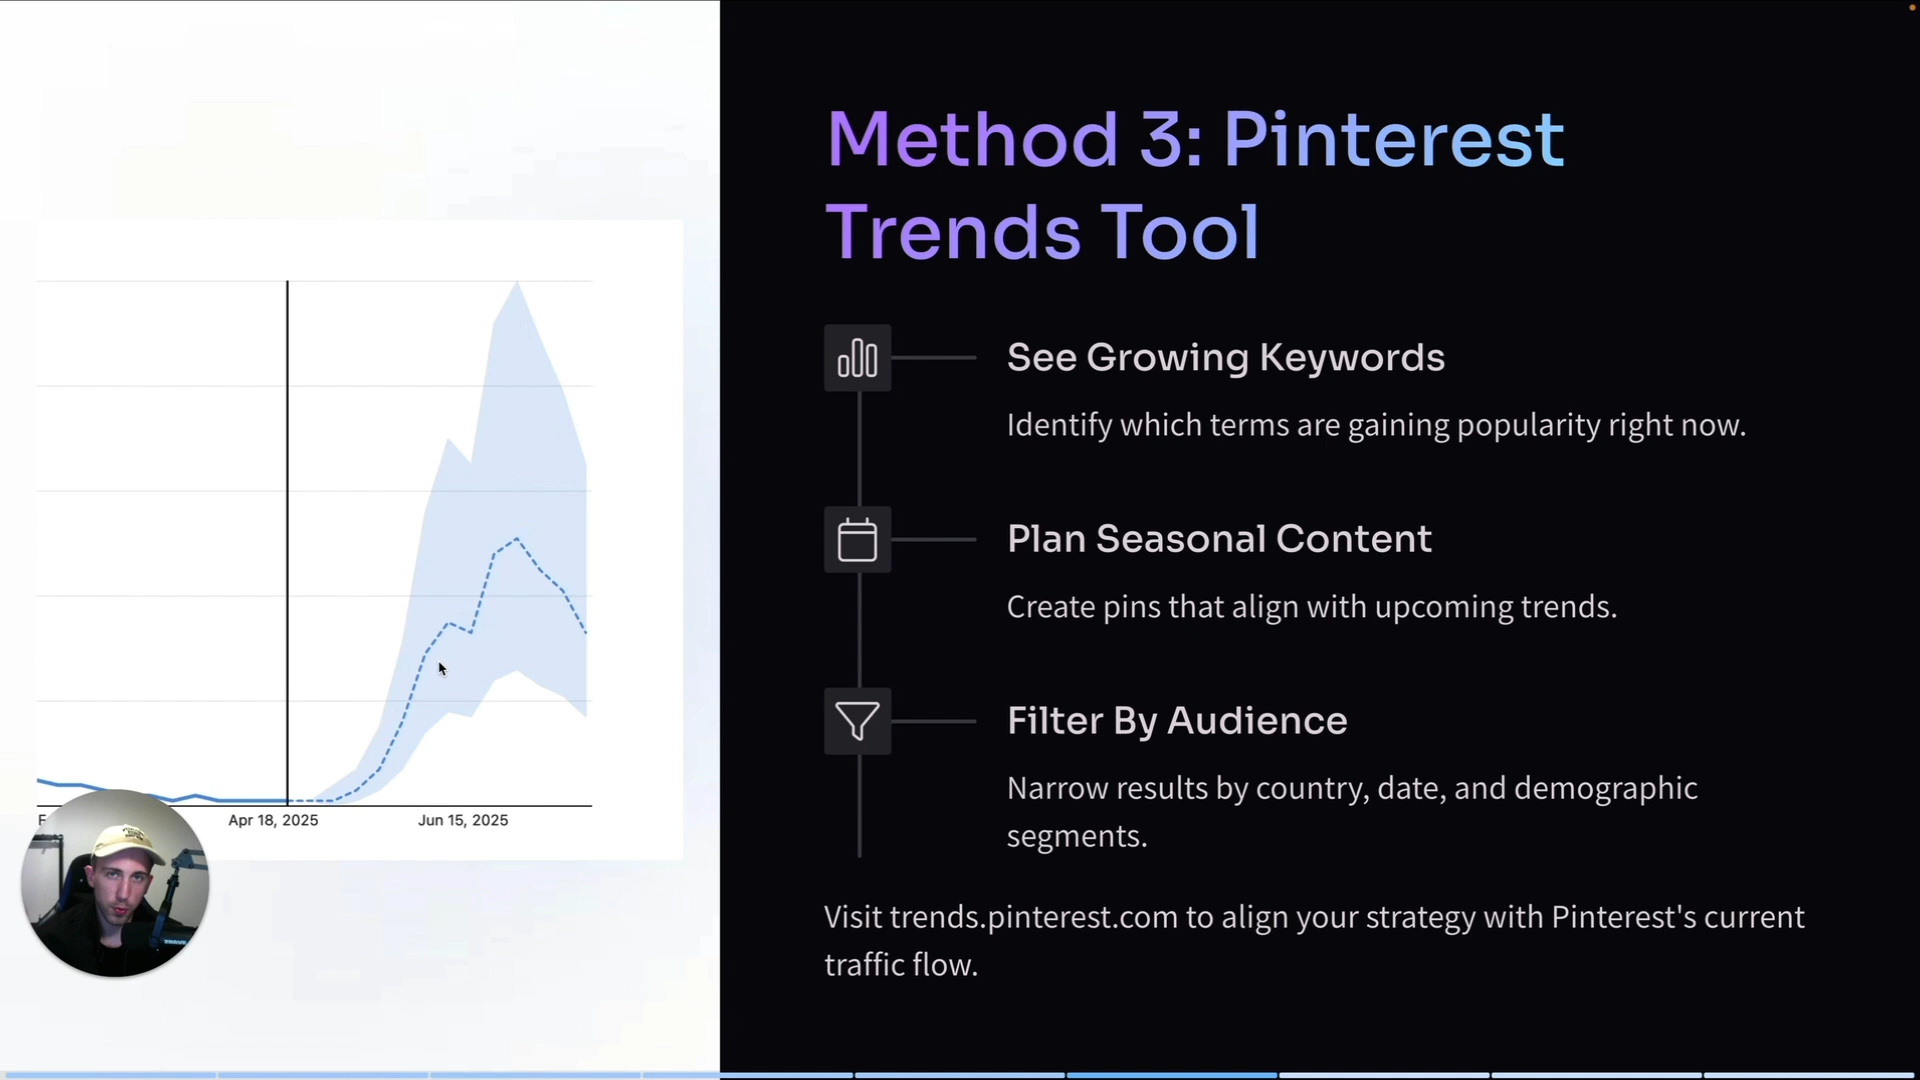 Method 3: Pinterest
Trends Tool
See Growing Keywords
Identify which terms are gaining popularity right now.
Plan Seasonal Content
Create pins that align with upcoming trends.
Filter By Audience
Narrow results by country, date, and demographic
segments.
Visit trends.pinterest.com to align your strategy with Pinterest's current
traffic flow.
Apr 18, 2025
Jun 15, 2025